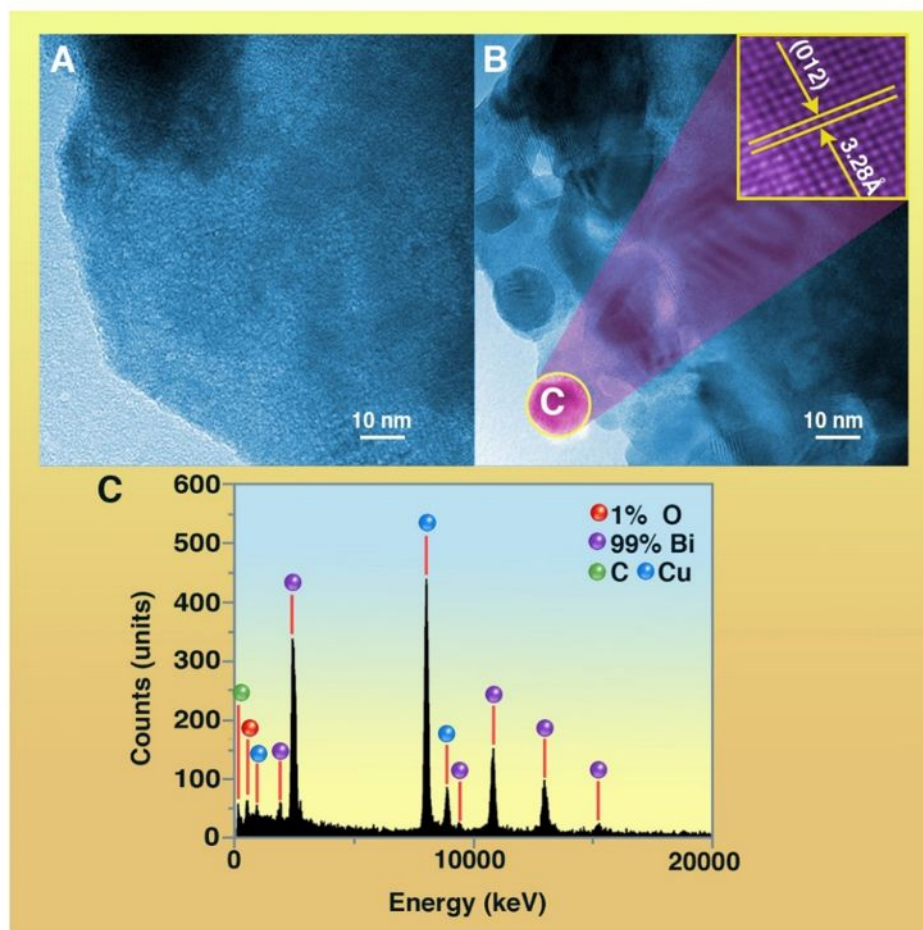 A
B
(012)
3.28Å
C
10 nm
10 nm
C
600
500
400
300
200
100
0
Counts (units)
1% O
99% Bi
C Cu
0
10000
20000
Energy (keV)